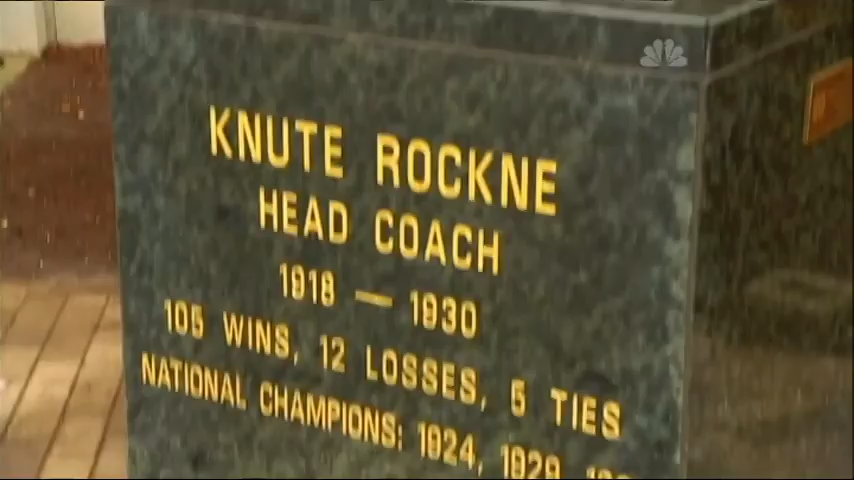 KNUTE ROCKNE
HEAD COACH
1918 — 1930
105 WINS, 12 LOSSES, 5 TIES
NATIONAL CHAMPIONS: 1924, 1929,